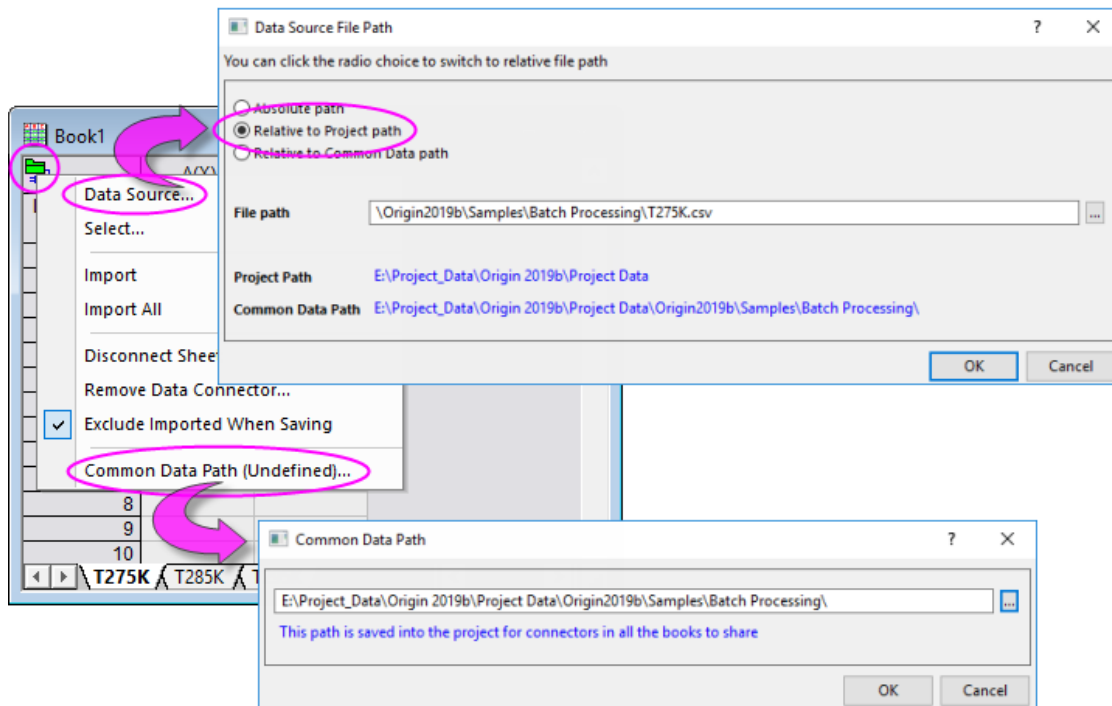 Data Source File Path
?
You can click the radio choice to switch to relative file path
Absolute path
Relative to Project path
Relative to Common Data path
File path
\Origin2019b\Samples\Batch Processing\T275K.csv
...
Project Path
E:\Project_Data\Origin 2019b\Project Data
Common Data Path
E:\Project_Data\Origin 2019b\Project Data\Origin2019b\Samples\Batch Processing\
OK
Cancel
Book1
A(X)
Data Source...
Select...
Import
Import All
Disconnect Sheet
Remove Data Connector...
Exclude Imported When Saving
Common Data Path (Undefined)...
8
9
10
T275K
T285K
Common Data Path
?
E:\Project_Data\Origin 2019b\Project Data\Origin2019b\Samples\Batch Processing\
...
This path is saved into the project for connectors in all the books to share
OK
Cancel